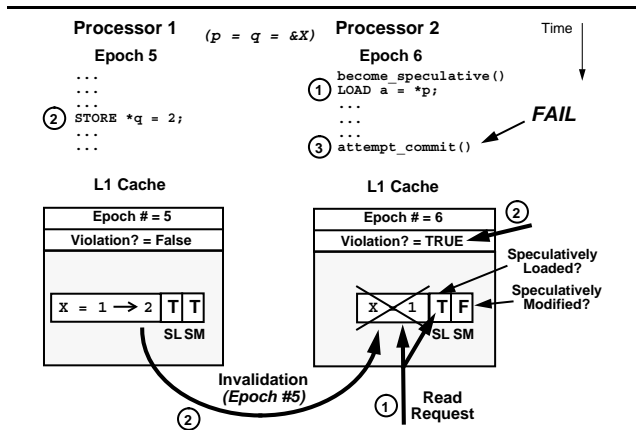 Processor 1
(p = q = &X)
Processor 2
Time
Epoch 5
Epoch 6
...
...
...
② STORE *q = 2;
...
...
become_speculative()
① LOAD a = *p;
...
...
...
③ attempt_commit()
FAIL
L1 Cache
Epoch # = 5
Violation? = False
X = 1 → 2 T T
SL SM
L1 Cache
Epoch # = 6
②
Violation? = TRUE
Speculatively
Loaded?
X = 1 T F
Speculatively
Modified?
SL SM
Invalidation
(Epoch #5)
②
①
Read
Request